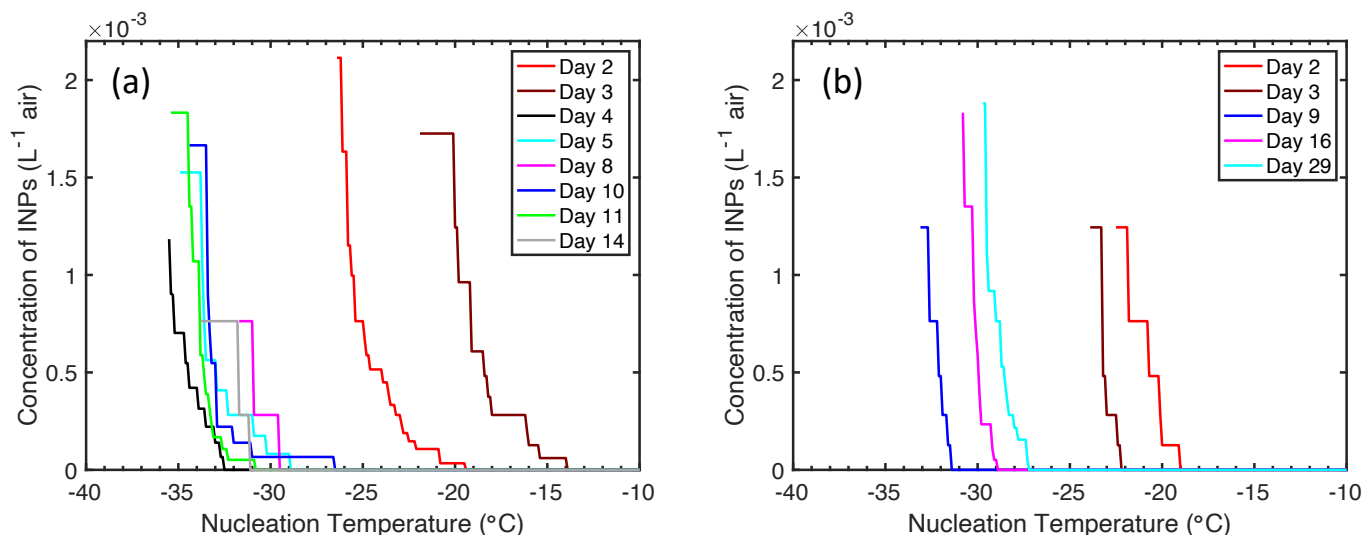 ×10⁻³
(a)
Day 2
Day 3
Day 4
Day 5
Day 8
Day 10
Day 11
Day 14
Concentration of INPs (L⁻¹ air)
2
1.5
1
0.5
0
-40
-35
-30
-25
-20
-15
-10
Nucleation Temperature (°C)
×10⁻³
(b)
Day 2
Day 3
Day 9
Day 16
Day 29
Concentration of INPs (L⁻¹ air)
2
1.5
1
0.5
0
-40
-35
-30
-25
-20
-15
-10
Nucleation Temperature (°C)